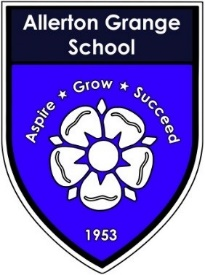 Allerton Grange
School
Aspire ★ Grow ★ Succeed
1953